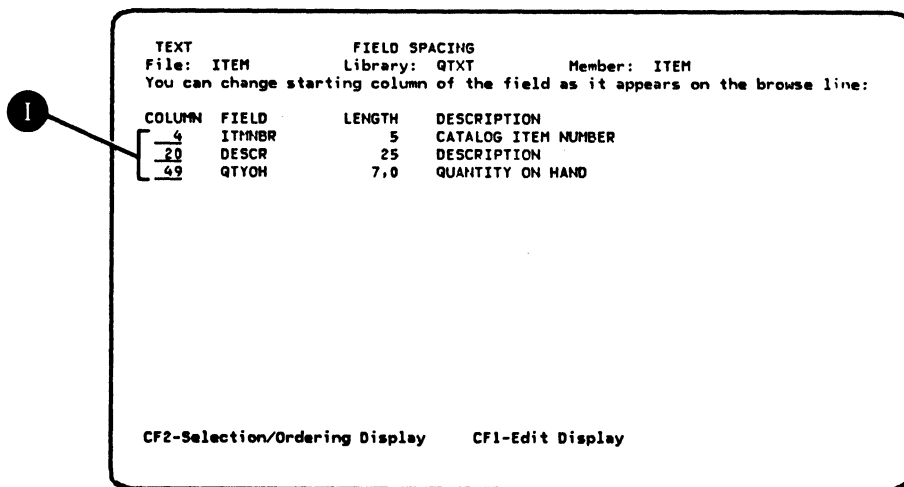 TEXT FIELD SPACING
File: ITEM Library: QTXT Member: ITEM
You can change starting column of the field as it appears on the browse line:
I
COLUMN FIELD LENGTH DESCRIPTION
4 ITMNBR 5 CATALOG ITEM NUMBER
20 DESCR 25 DESCRIPTION
49 QTYOH 7,0 QUANTITY ON HAND
CF2-Selection/Ordering Display CF1-Edit Display